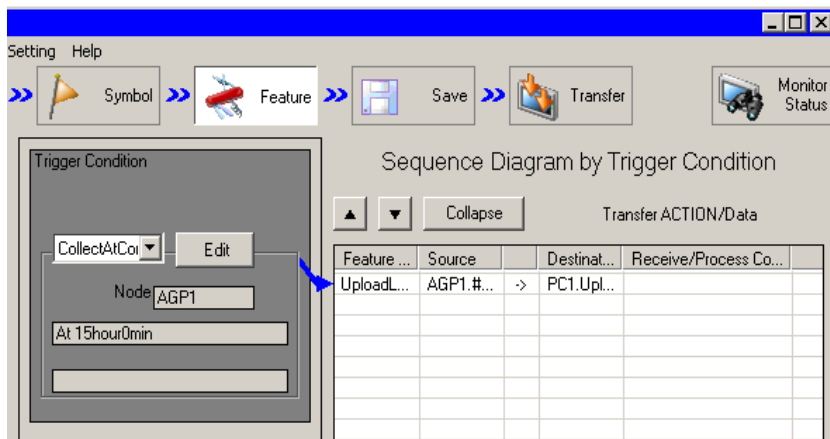 Setting Help
Symbol Feature Save Transfer Monitor Status
Trigger Condition
Sequence Diagram by Trigger Condition
Collapse Transfer ACTION/Data
CollectAtCo Edit
Feature ... Source Destinat... Receive/Process Co...
UploadL... AGP1.#... -> PC1.Upl...
Node AGP1
At 15hour0min